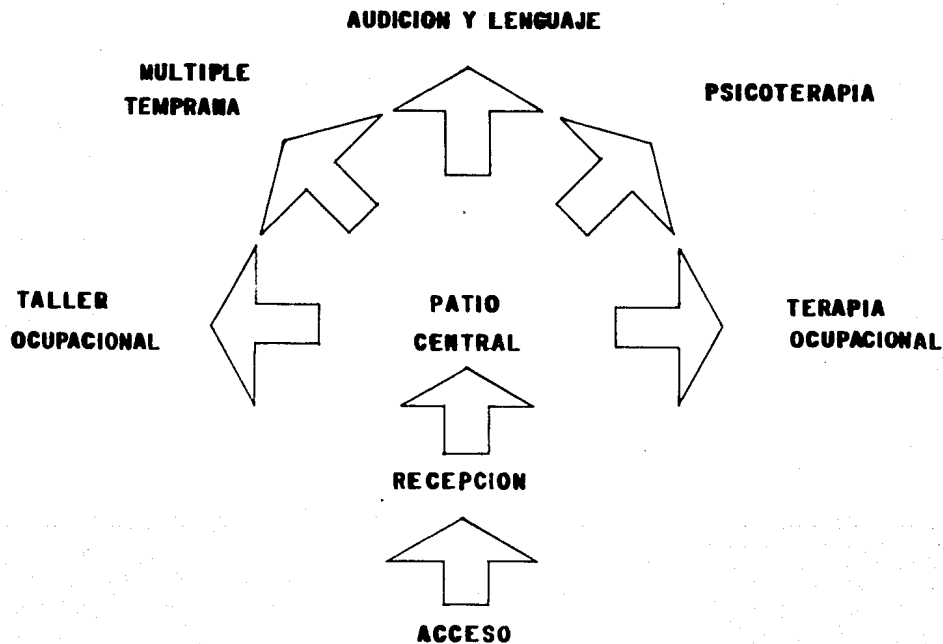 AUDICION Y LENGUAJE
MULTIPLE
TEMPRANA
PSICOTERAPIA
TALLER
OCUPACIONAL
PATIO
CENTRAL
TERAPIA
OCUPACIONAL
RECEPCION
ACCESO